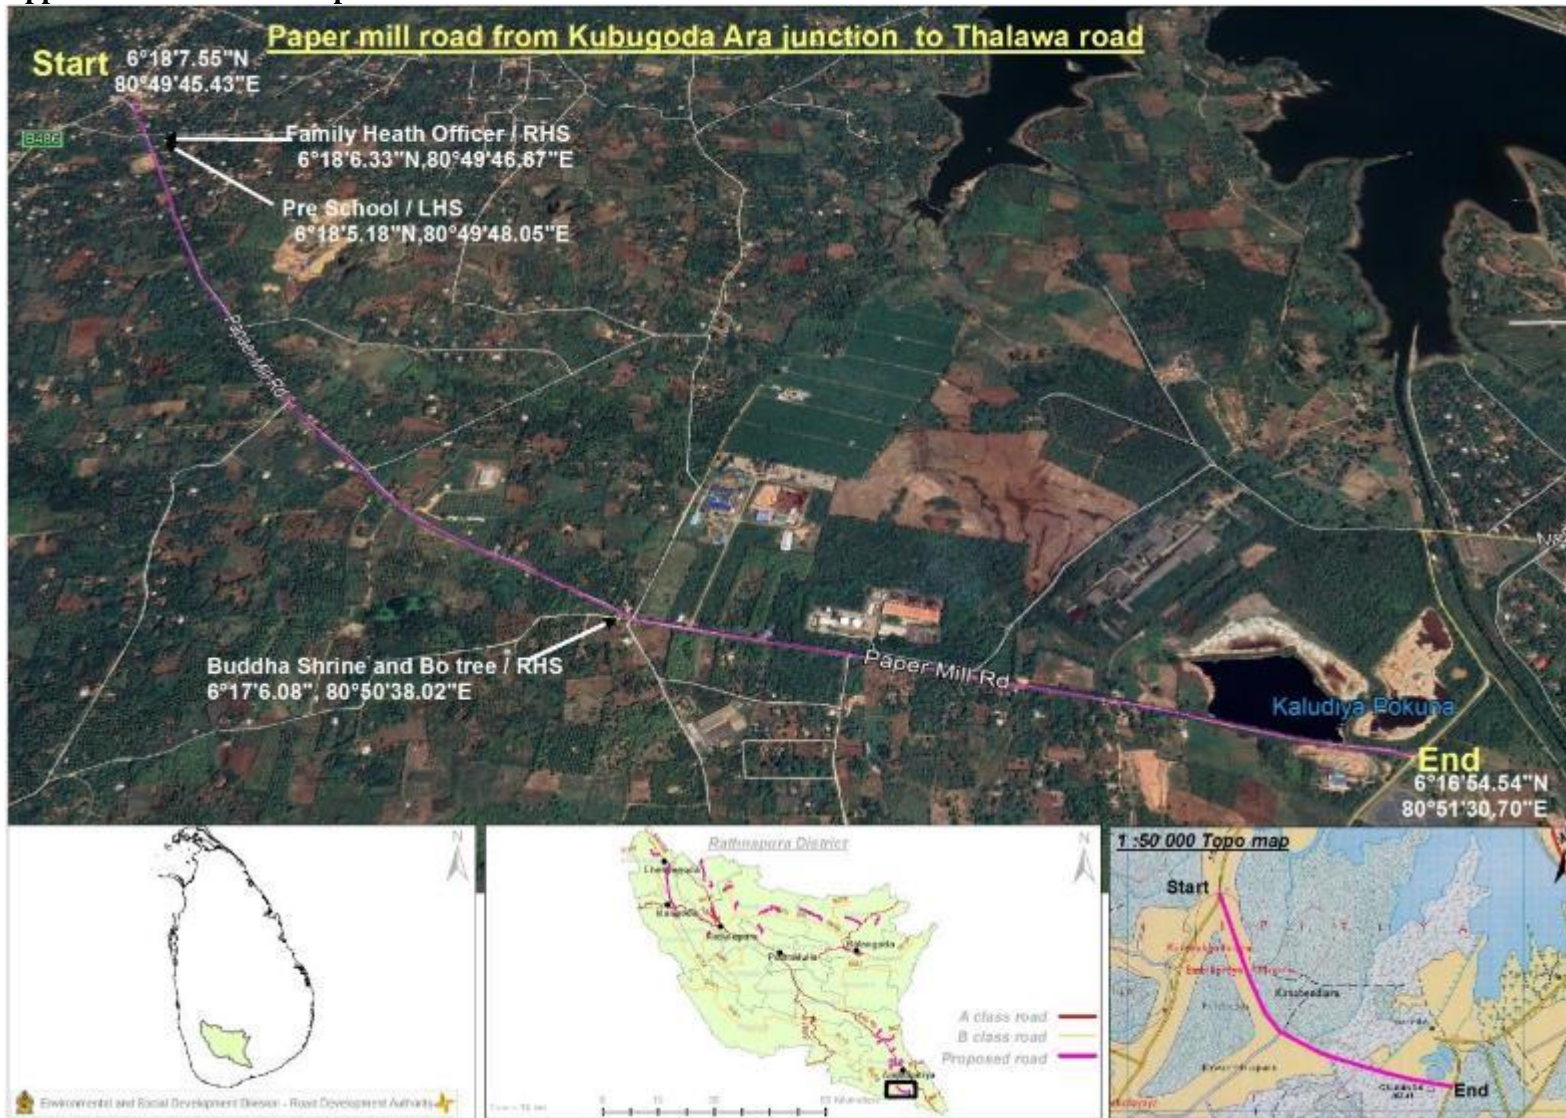 Paper mill road from Kubugoda Ara junction to Thalawa road
Start
6°18'7.55"N
80°49'45.43"E
B486
Family Heath Officer / RHS
6°18'6.33"N,80°49'46.67"E
Pre School / LHS
6°18'5.18"N,80°49'48.05"E
Paper Mill Rd
Buddha Shrine and Bo tree / RHS
6°17'6.08", 80°50'38.02"E
Paper Mill Rd
Kaludiya Pokuna
End
6°16'54.54"N
80°51'30,70"E
N
Environmental and Social Development Division - Road Development Authority
Rathnapura District
N
Balangoda
A class road
B class road
Proposed road
1 :50 000 Topo map
Start
End